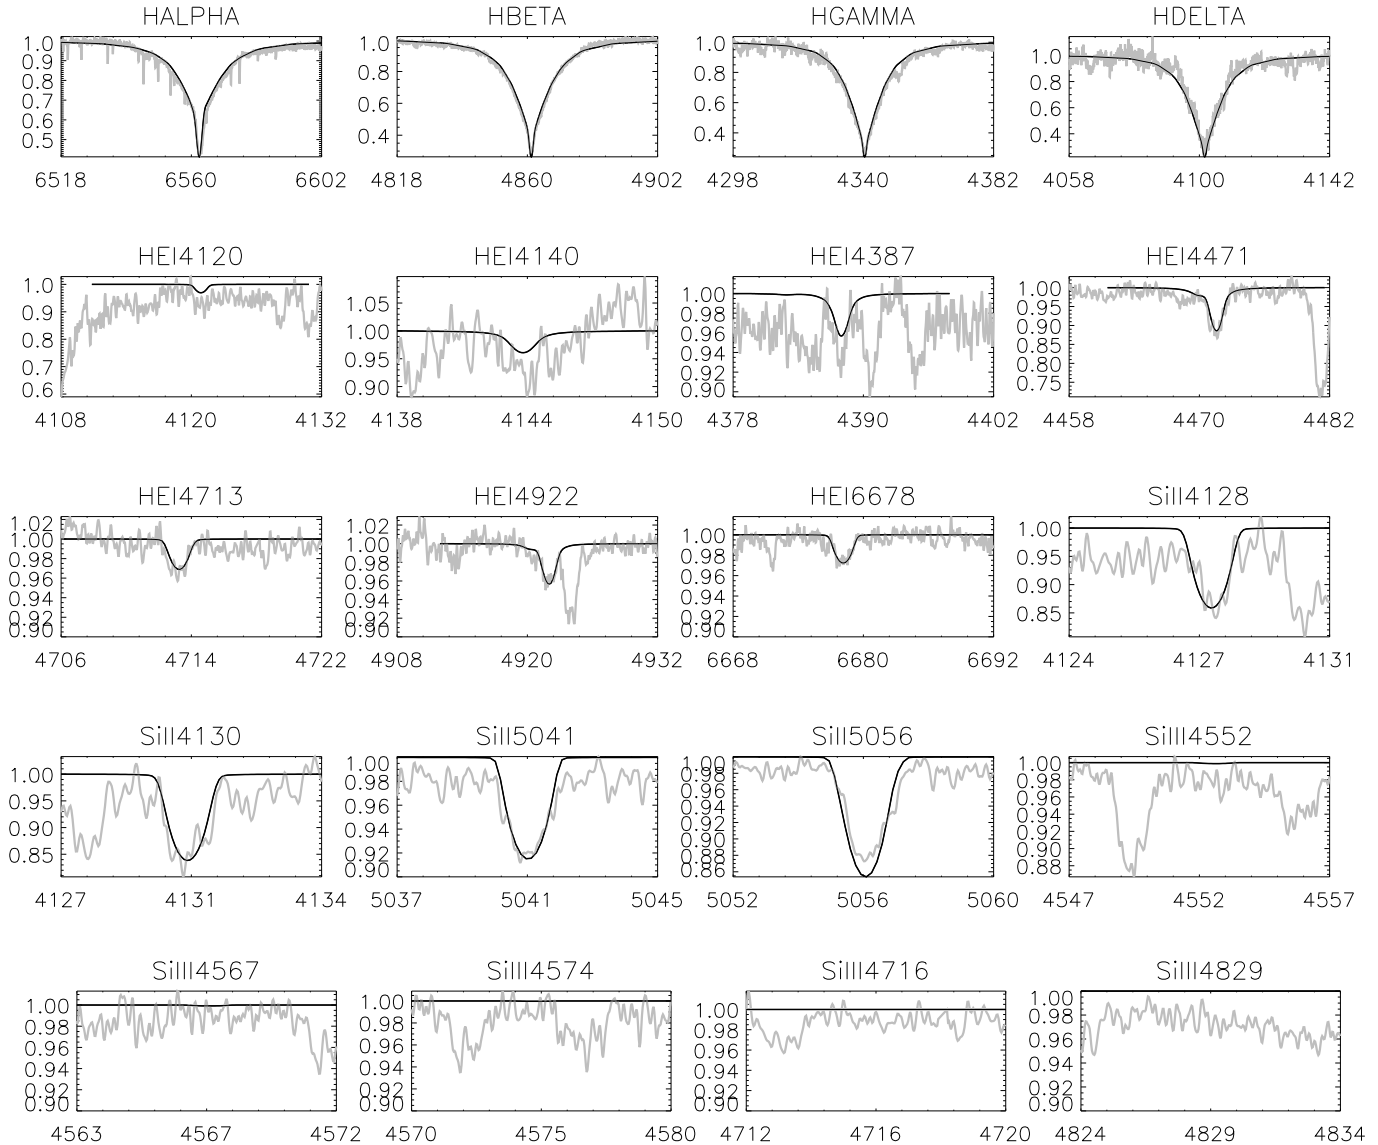 HALPHA HBETA HGAMMA HDELTA
1.0 1.0 1.0 1.0
0.9 0.8 0.8 0.8
0.8 0.6 0.6 0.6
0.7 0.4 0.4 0.4
0.6
0.5
6518 6560 6602 4818 4860 4902 4298 4340 4382 4058 4100 4142
HEI4120 HEI4140 HEI4387 HEI4471
1.0 1.05 1.00 1.00
0.9 1.00 0.98 0.95
0.8 0.95 0.96 0.90
0.7 0.90 0.94 0.85
0.6 0.92 0.80
0.90 0.75
4108 4120 4132 4138 4144 4150 4378 4390 4402 4458 4470 4482
HEI4713 HEI4922 HEI6678 SiII4128
1.02 1.02 1.00 1.00
1.00 1.00 0.98 0.95
0.98 0.98 0.96 0.90
0.96 0.96 0.94 0.85
0.94 0.94 0.92
0.92 0.92 0.90
0.90 0.90
4706 4714 4722 4908 4920 4932 6668 6680 6692 4124 4127 4131
SiII4130 SiII5041 SiII5056 SiIII4552
1.00 1.00 0.98 1.00
0.95 0.98 0.96 0.98
0.90 0.96 0.94 0.96
0.85 0.94 0.92 0.94
0.92 0.90 0.92
0.90 0.88 0.90
0.86 0.88
4127 4131 4134 5037 5041 5045 5052 5056 5060 4547 4552 4557
SiIII4567 SiIII4574 SiIII4716 SiIII4829
1.00 1.00 1.00 1.00
0.98 0.98 0.98 0.98
0.96 0.96 0.96 0.96
0.94 0.94 0.94 0.94
0.92 0.92 0.92 0.92
0.90 0.90 0.90 0.90
4563 4567 4572 4570 4575 4580 4712 4716 4720 4824 4829 4834